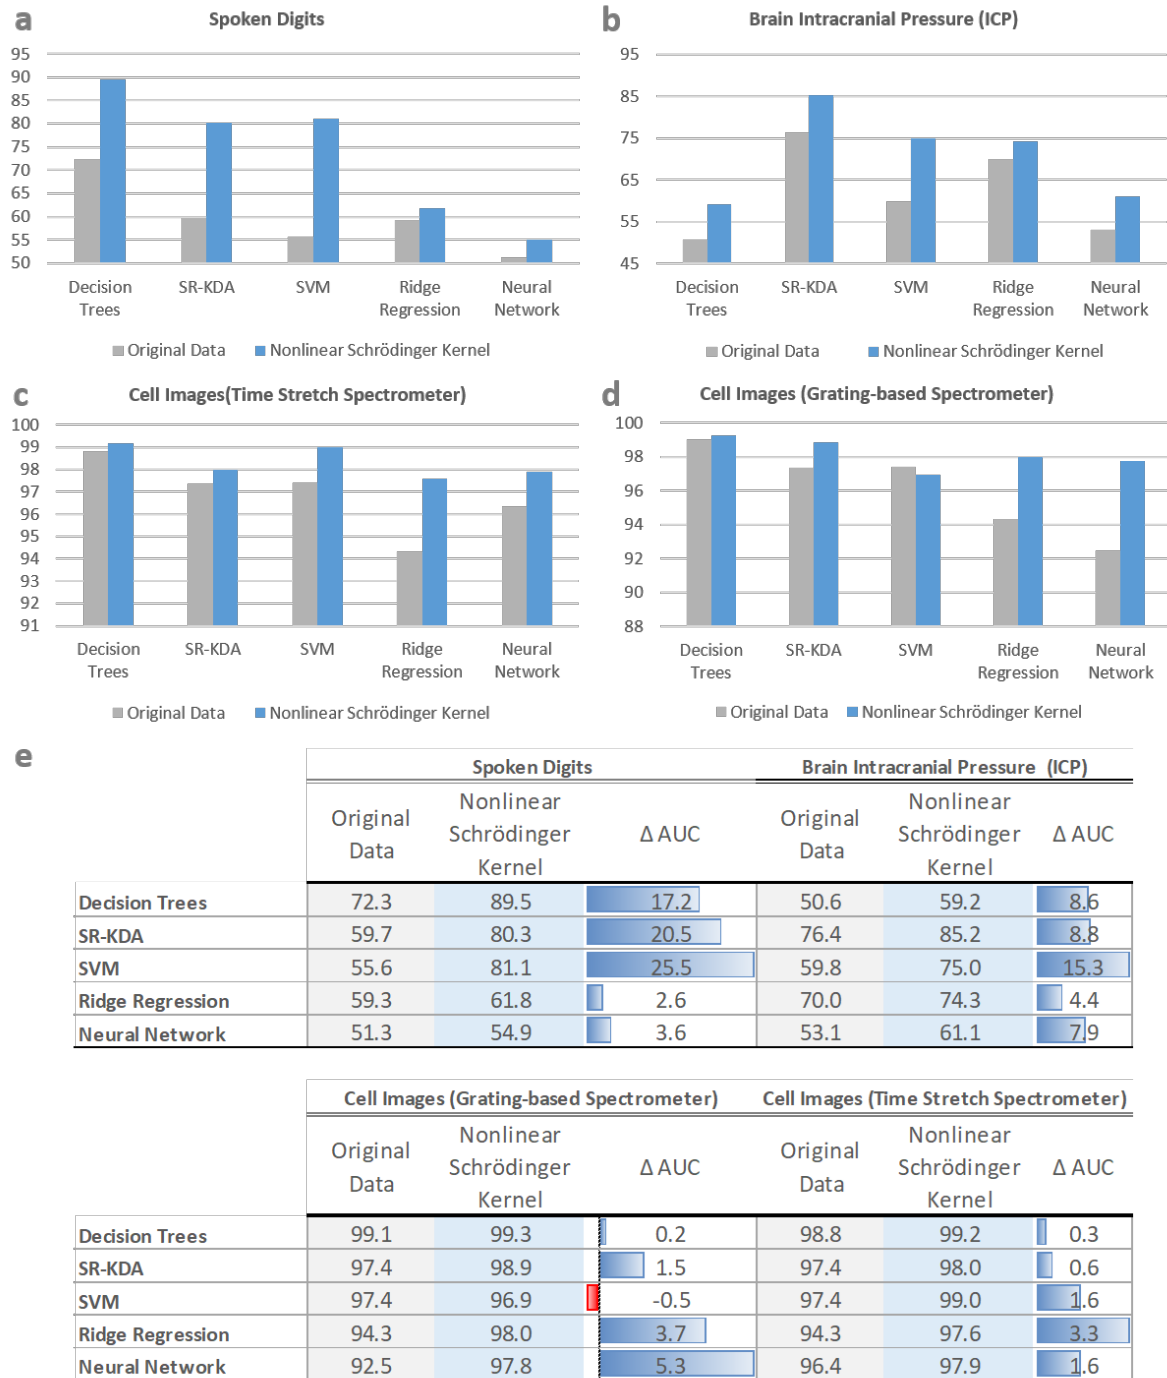 a
Spoken Digits
95
90
85
80
75
70
65
60
55
50
Decision Trees
SR-KDA
SVM
Ridge Regression
Neural Network
Original Data
Nonlinear Schrödinger Kernel
b
Brain Intracranial Pressure (ICP)
95
85
75
65
55
45
Decision Trees
SR-KDA
SVM
Ridge Regression
Neural Network
Original Data
Nonlinear Schrödinger Kernel
c
Cell Images(Time Stretch Spectrometer)
100
99
98
97
96
95
94
93
92
91
Decision Trees
SR-KDA
SVM
Ridge Regression
Neural Network
Original Data
Nonlinear Schrödinger Kernel
d
Cell Images (Grating-based Spectrometer)
100
98
96
94
92
90
88
Decision Trees
SR-KDA
SVM
Ridge Regression
Neural Network
Original Data
Nonlinear Schrödinger Kernel
e
Spoken Digits Brain Intracranial Pressure (ICP)
Original Data Nonlinear Schrödinger Kernel Δ AUC Original Data Nonlinear Schrödinger Kernel Δ AUC
Decision Trees 72.3 89.5 17.2 50.6 59.2 8.6
SR-KDA 59.7 80.3 20.5 76.4 85.2 8.8
SVM 55.6 81.1 25.5 59.8 75.0 15.3
Ridge Regression 59.3 61.8 2.6 70.0 74.3 4.4
Neural Network 51.3 54.9 3.6 53.1 61.1 7.9
Cell Images (Grating-based Spectrometer) Cell Images (Time Stretch Spectrometer)
Original Data Nonlinear Schrödinger Kernel Δ AUC Original Data Nonlinear Schrödinger Kernel Δ AUC
Decision Trees 99.1 99.3 0.2 98.8 99.2 0.3
SR-KDA 97.4 98.9 1.5 97.4 98.0 0.6
SVM 97.4 96.9 -0.5 97.4 99.0 1.6
Ridge Regression 94.3 98.0 3.7 94.3 97.6 3.3
Neural Network 92.5 97.8 5.3 96.4 97.9 1.6